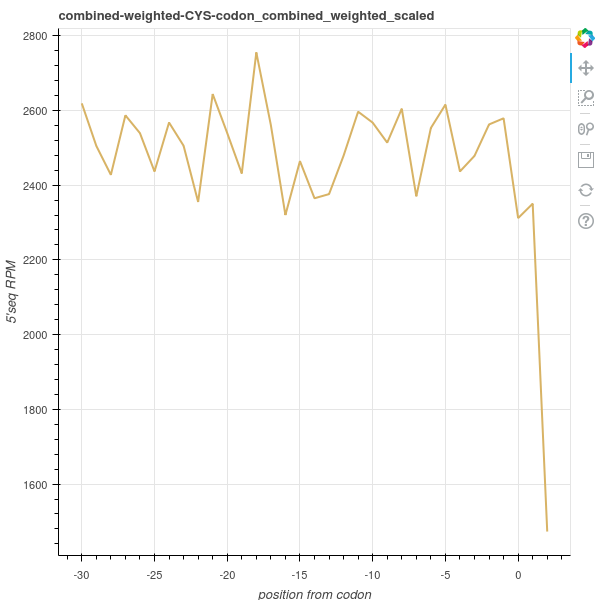 combined-weighted-CYS-codon_combined_weighted_scaled
2800
2600
2400
2200
2000
1800
1600
5'seq RPM
-30 -25 -20 -15 -10 -5 0
position from codon